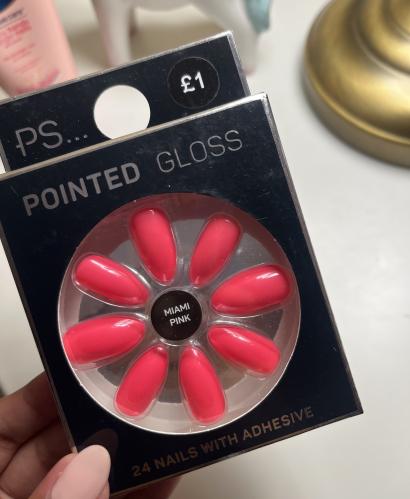 £1
PS...
POINTED GLOSS
MIAMI
PINK
24 NAILS WITH ADHESIVE